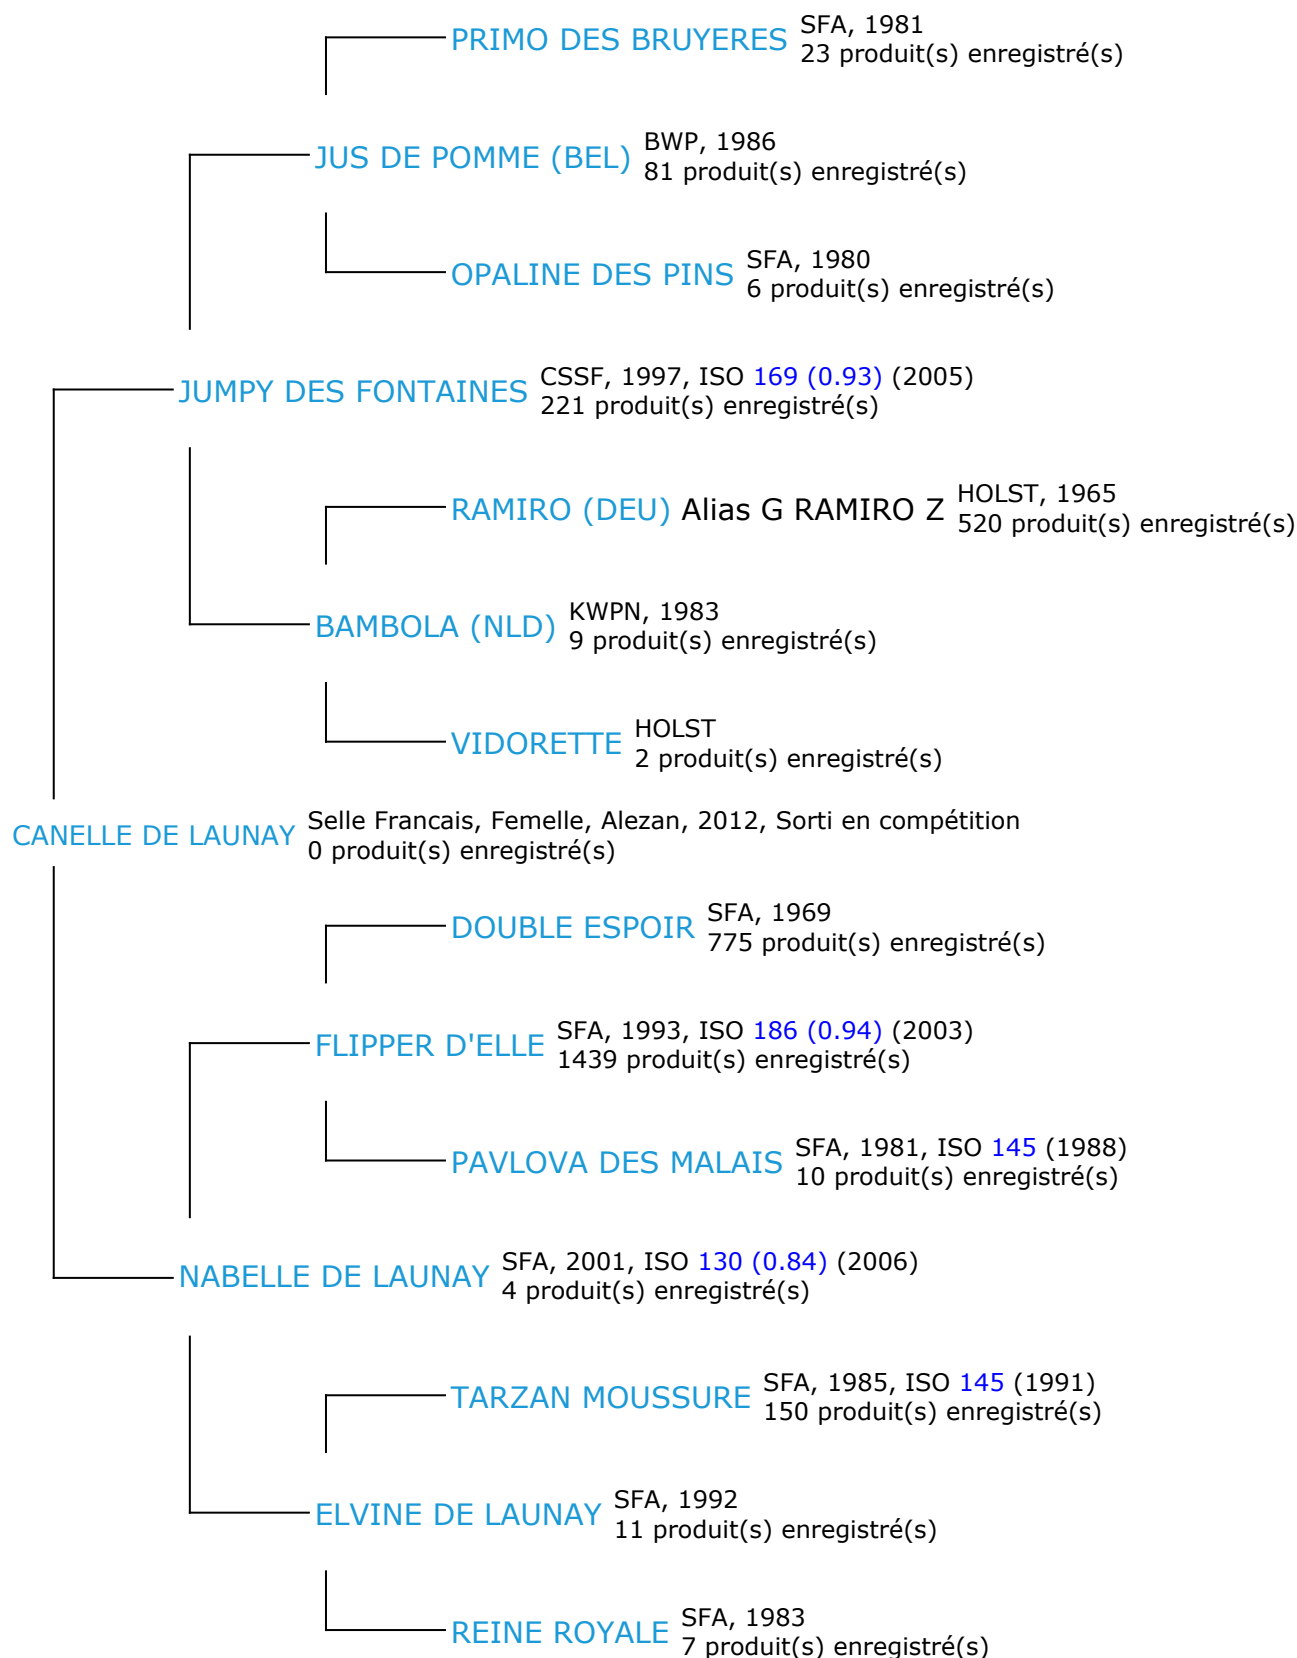 PRIMO DES BRUYERES SFA, 1981
23 produit(s) enregistré(s)
JUS DE POMME (BEL) BWP, 1986
81 produit(s) enregistré(s)
OPALINE DES PINS SFA, 1980
6 produit(s) enregistré(s)
JUMPY DES FONTAINES CSSF, 1997, ISO 169 (0.93) (2005)
221 produit(s) enregistré(s)
RAMIRO (DEU) Alias G RAMIRO Z HOLST, 1965
520 produit(s) enregistré(s)
BAMBOLA (NLD) KWPN, 1983
9 produit(s) enregistré(s)
VIDORETTE HOLST
2 produit(s) enregistré(s)
CANELLE DE LAUNAY Selle Francais, Femelle, Alezan, 2012, Sorti en compétition
0 produit(s) enregistré(s)
DOUBLE ESPOIR SFA, 1969
775 produit(s) enregistré(s)
FLIPPER D'ELLE SFA, 1993, ISO 186 (0.94) (2003)
1439 produit(s) enregistré(s)
PAVLOVA DES MALAIS SFA, 1981, ISO 145 (1988)
10 produit(s) enregistré(s)
NABELLE DE LAUNAY SFA, 2001, ISO 130 (0.84) (2006)
4 produit(s) enregistré(s)
TARZAN MOUSSURE SFA, 1985, ISO 145 (1991)
150 produit(s) enregistré(s)
ELVINE DE LAUNAY SFA, 1992
11 produit(s) enregistré(s)
REINE ROYALE SFA, 1983
7 produit(s) enregistré(s)